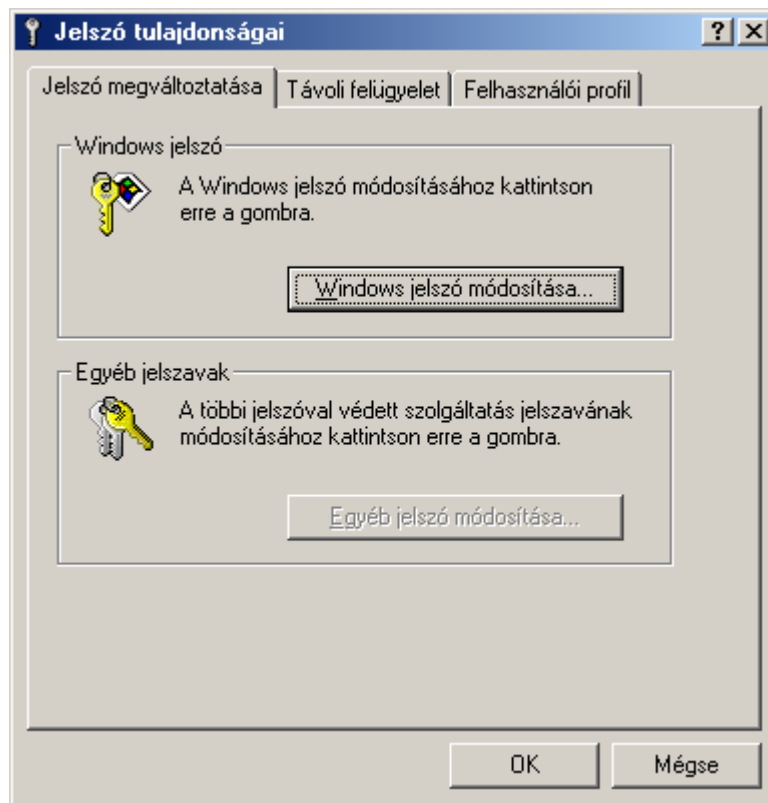 Jelszó tulajdonságai
Jelszó megváltoztatása
Távoli felügyelet
Felhasználói profil
Windows jelszó
A Windows jelszó módosításához kattintson
erre a gombra.
Windows jelszó módosítása...
Egyéb jelszavak
A többi jelszóval védett szolgáltatás jelszavának
módosításához kattintson erre a gombra.
Egyéb jelszó módosítása...
OK
Mégse